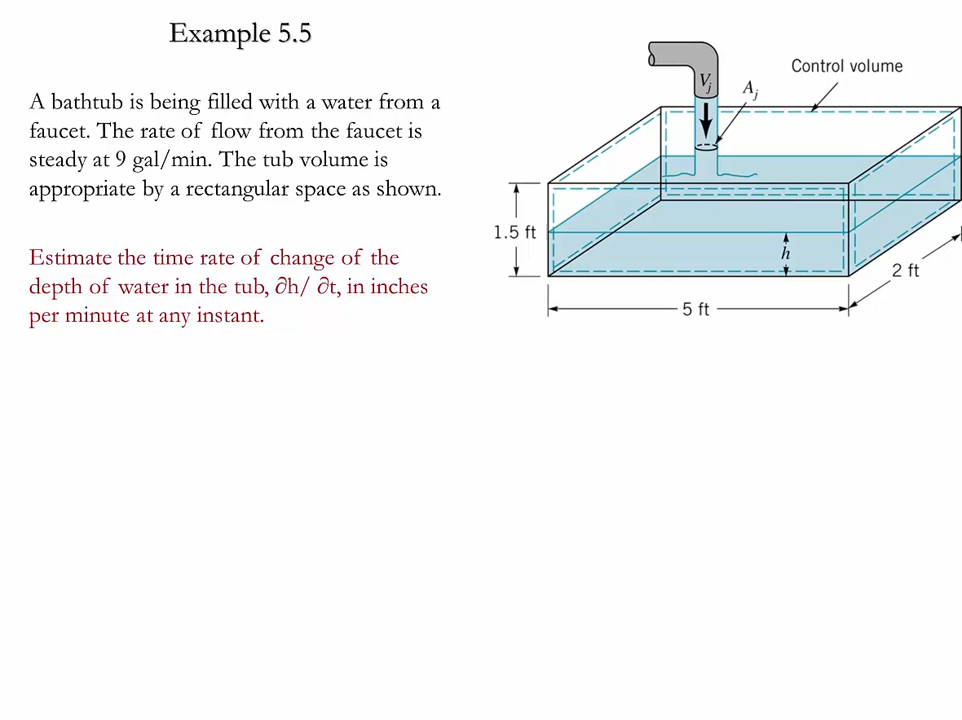 Example 5.5
A bathtub is being filled with a water from a
faucet. The rate of flow from the faucet is
steady at 9 gal/min. The tub volume is
appropriate by a rectangular space as shown.
Estimate the time rate of change of the
depth of water in the tub, ∂h/ ∂t, in inches
per minute at any instant.
Control volume
Vj
Aj
1.5 ft
h
2 ft
5 ft